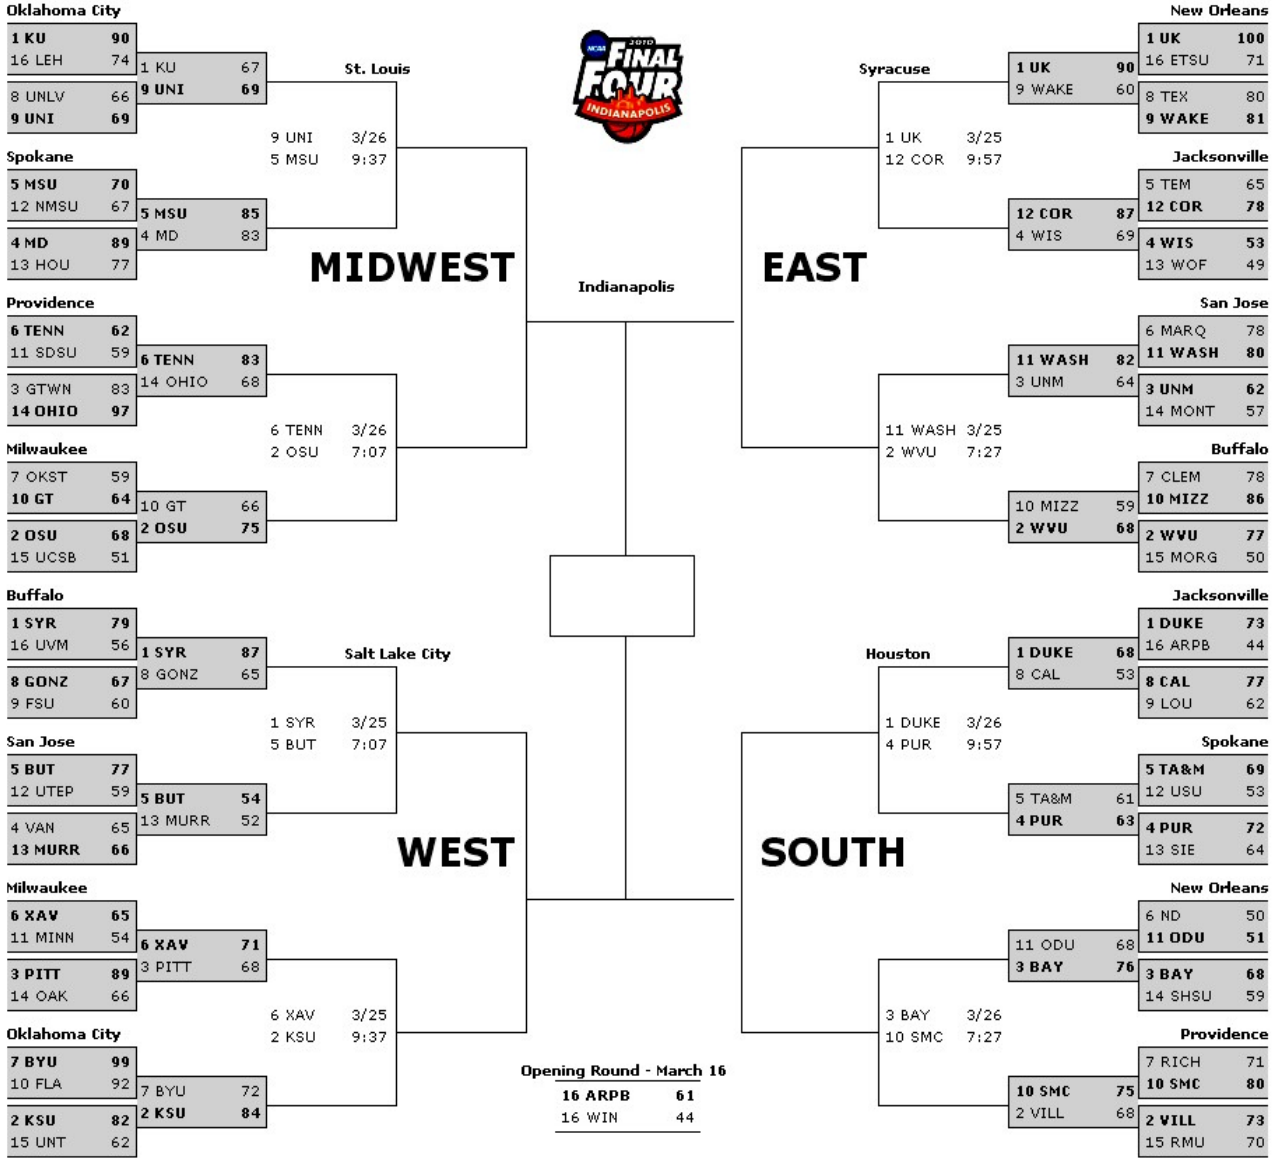 Oklahoma City
1 KU 90
16 LEH 74
8 UNLV 66
9 UNI 69
1 KU 67
9 UNI 69
Spokane
5 MSU 70
12 NMSU 67
4 MD 89
13 HOU 77
5 MSU 85
4 MD 83
St. Louis
9 UNI 3/26
5 MSU 9:37
MIDWEST
Providence
6 TENN 62
11 SDSU 59
3 GTWN 83
14 OHIO 97
6 TENN 83
14 OHIO 68
Milwaukee
7 OKST 59
10 GT 64
2 OSU 68
15 UCSB 51
10 GT 66
2 OSU 75
6 TENN 3/26
2 OSU 7:07
Buffalo
1 SYR 79
16 UVM 56
8 GONZ 67
9 FSU 60
1 SYR 87
8 GONZ 65
San Jose
5 BUT 77
12 UTEP 59
4 VAN 65
13 MURR 66
5 BUT 54
13 MURR 52
Salt Lake City
1 SYR 3/25
5 BUT 7:07
WEST
Milwaukee
6 XAV 65
11 MINN 54
3 PITT 89
14 OAK 66
6 XAV 71
3 PITT 68
Oklahoma City
7 BYU 99
10 FLA 92
2 KSU 82
15 UNT 62
7 BYU 72
2 KSU 84
6 XAV 3/25
2 KSU 9:37
NCAA
2010
FINAL
FOUR
INDIANAPOLIS
Indianapolis
Opening Round - March 16
16 ARPB 61
16 WIN 44
New Orleans
1 UK 100
16 ETSU 71
8 TEX 80
9 WAKE 81
1 UK 90
9 WAKE 60
Jacksonville
5 TEM 65
12 COR 78
4 WIS 53
13 WOF 49
12 COR 87
4 WIS 69
Syracuse
1 UK 3/25
12 COR 9:57
EAST
San Jose
6 MARQ 78
11 WASH 80
3 UNM 62
14 MONT 57
11 WASH 82
3 UNM 64
Buffalo
7 CLEM 78
10 MIZZ 86
2 WVU 77
15 MORG 50
10 MIZZ 59
2 WVU 68
11 WASH 3/25
2 WVU 7:27
Jacksonville
1 DUKE 73
16 ARPB 44
8 CAL 77
9 LOU 62
1 DUKE 68
8 CAL 53
Spokane
5 TA&M 69
12 USU 53
4 PUR 72
13 SIE 64
5 TA&M 61
4 PUR 63
Houston
1 DUKE 3/26
4 PUR 9:57
SOUTH
New Orleans
6 ND 50
11 ODU 51
3 BAY 68
14 SHSU 59
11 ODU 68
3 BAY 76
Providence
7 RICH 71
10 SMC 80
2 VILL 73
15 RMU 70
10 SMC 75
2 VILL 68
3 BAY 3/26
10 SMC 7:27